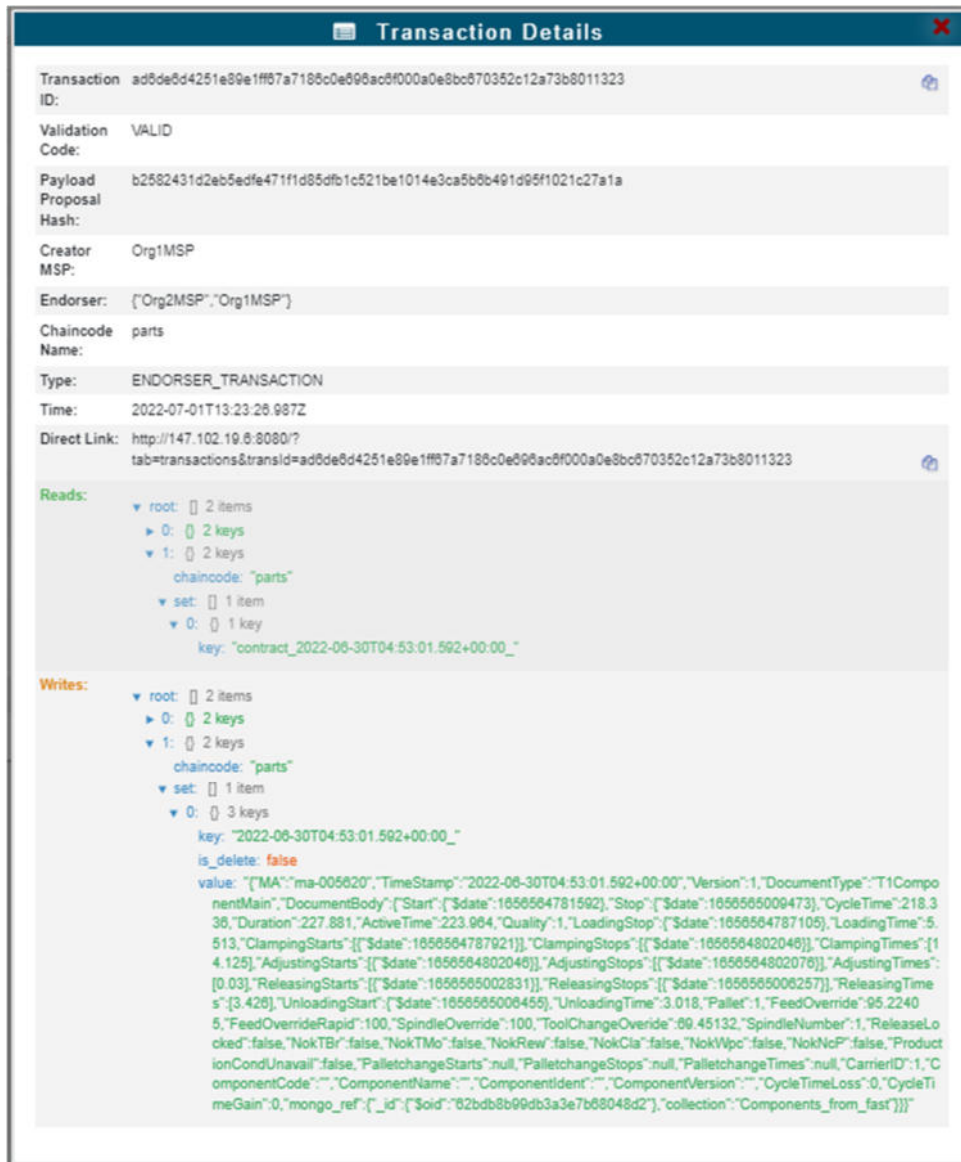 Transaction Details
Transaction ad6de6d4251e89e1ff67a7186c0e696ac6f000a0e8bc670352c12a73b8011323
ID:
Validation VALID
Code:
Payload b2582431d2eb5edfe471f1d85dfb1c521be1014e3ca5b6b491d95f1021c27a1a
Proposal
Hash:
Creator Org1MSP
MSP:
Endorser: {"Org2MSP","Org1MSP"}
Chaincode parts
Name:
Type: ENDORSER_TRANSACTION
Time: 2022-07-01T13:23:26.987Z
Direct Link: http://147.102.19.6:8080/?
tab=transactions&transId=ad6de6d4251e89e1ff67a7186c0e696ac6f000a0e8bc670352c12a73b8011323
Reads:
root: [] 2 items
0: {} 2 keys
1: {} 2 keys
chaincode: "parts"
set: [] 1 item
0: {} 1 key
key: "contract_2022-06-30T04:53:01.592+00:00_"
Writes:
root: [] 2 items
0: {} 2 keys
1: {} 2 keys
chaincode: "parts"
set: [] 1 item
0: {} 3 keys
key: "2022-06-30T04:53:01.592+00:00_"
is_delete: false
value: "{"MA":"ma-005620","TimeStamp":"2022-06-30T04:53:01.592+00:00","Version":1,"DocumentType":"T1Compo
nentMain","DocumentBody":{"Start":{"$date":1656564781592},"Stop":{"$date":1656565009473},"CycleTime":218.3
36,"Duration":227.881,"ActiveTime":223.964,"Quality":1,"LoadingStop":{"$date":1656564787105},"LoadingTime":5.
513,"ClampingStarts":[{"$date":1656564787921}],"ClampingStops":[{"$date":1656564802046}],"ClampingTimes":[1
4.125],"AdjustingStarts":[{"$date":1656564802046}],"AdjustingStops":[{"$date":1656564802076}],"AdjustingTimes":
[0.03],"ReleasingStarts":[{"$date":1656565002831}],"ReleasingStops":[{"$date":1656565006257}],"ReleasingTime
s":[3.426],"UnloadingStart":{"$date":1656565006455},"UnloadingTime":3.018,"Pallet":1,"FeedOverride":95.2240
5,"FeedOverrideRapid":100,"SpindleOverride":100,"ToolChangeOveride":69.45132,"SpindleNumber":1,"ReleaseLo
cked":false,"NokTBr":false,"NokTMo":false,"NokRew":false,"NokCla":false,"NokWpc":false,"NokNcP":false,"Product
ionCondUnavail":false,"PalletchangeStarts":null,"PalletchangeStops":null,"PalletchangeTimes":null,"CarrierID":1,"C
omponentCode":"","ComponentName":"","ComponentIdent":"","ComponentVersion":"","CycleTimeLoss":0,"CycleTi
meGain":0,"mongo_ref":{"_id":{"$oid":"62bdb8b99db3a3e7b68048d2"},"collection":"Components_from_fast"}}}"